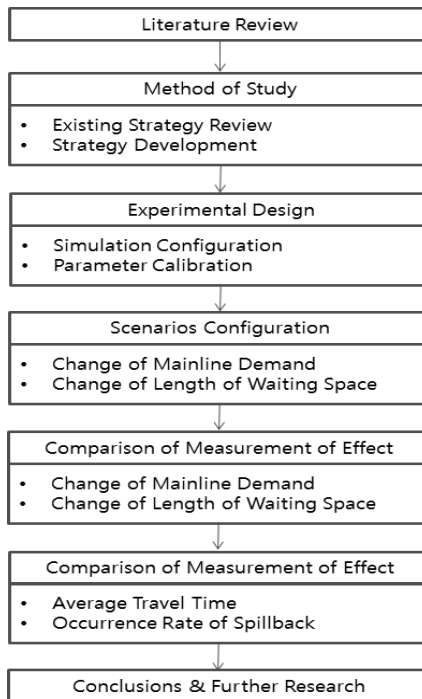 Literature Review
Method of Study
• Existing Strategy Review
• Strategy Development
Experimental Design
• Simulation Configuration
• Parameter Calibration
Scenarios Configuration
• Change of Mainline Demand
• Change of Length of Waiting Space
Comparison of Measurement of Effect
• Change of Mainline Demand
• Change of Length of Waiting Space
Comparison of Measurement of Effect
• Average Travel Time
• Occurrence Rate of Spillback
Conclusions & Further Research